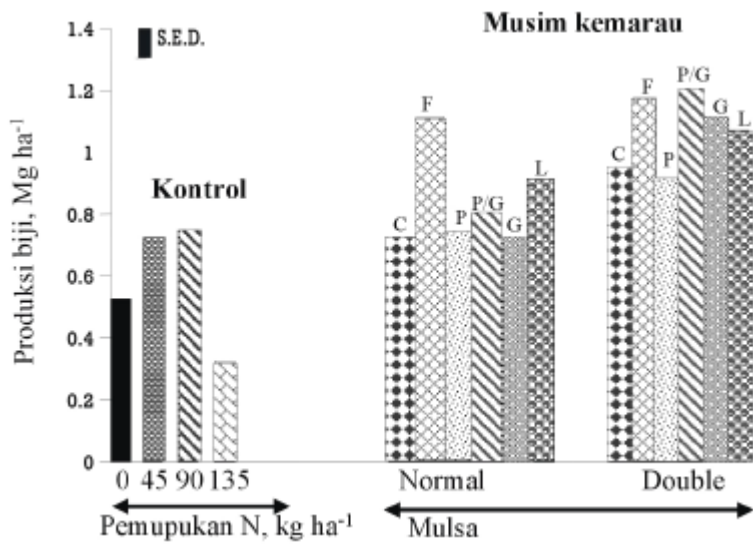 1.4
S.E.D.
Musim kemarau
1.2
1
0.8
0.6
0.4
0.2
0
Produksi biji, Mg ha⁻¹
Kontrol
C
F
P
P/G
G
L
C
F
P
P/G
G
L
0 45 90 135
Normal
Double
Pemupukan N, kg ha⁻¹
Mulsa